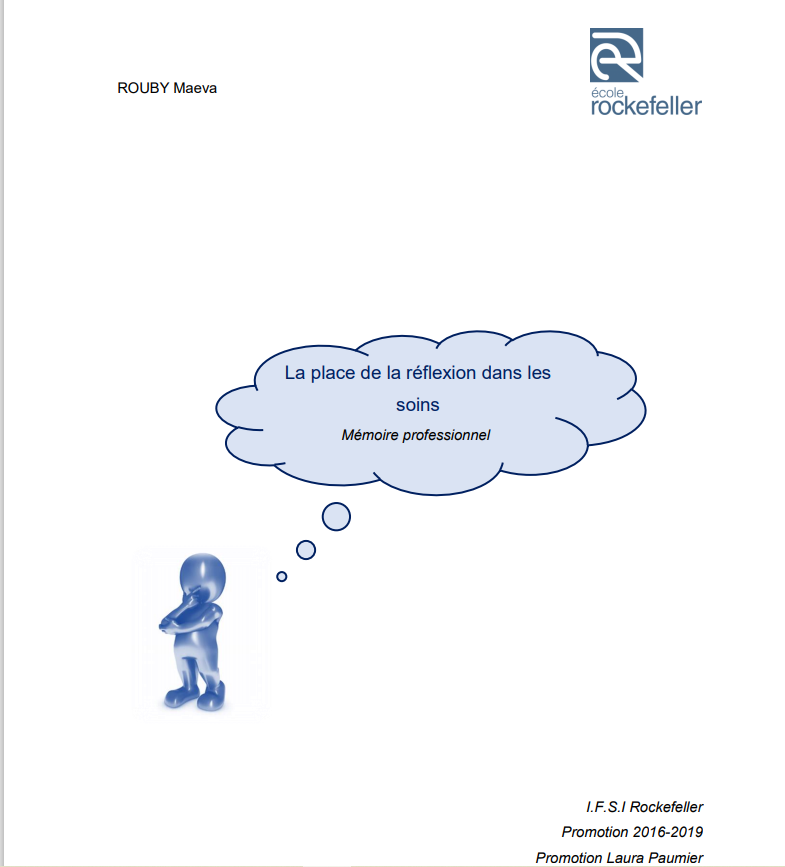 ROUBY Maeva
école
rockefeller
La place de la réflexion dans les
soins
Mémoire professionnel
I.F.S.I Rockefeller
Promotion 2016-2019
Promotion Laura Paumier